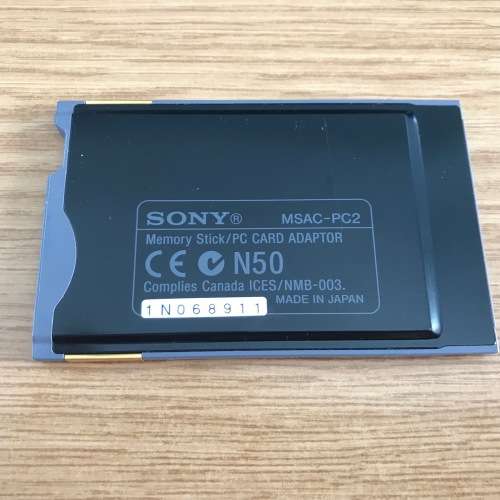 SONY® MSAC-PC2
Memory Stick/PC CARD ADAPTOR
CE N50
Complies Canada ICES/NMB-003.
1N068911 MADE IN JAPAN